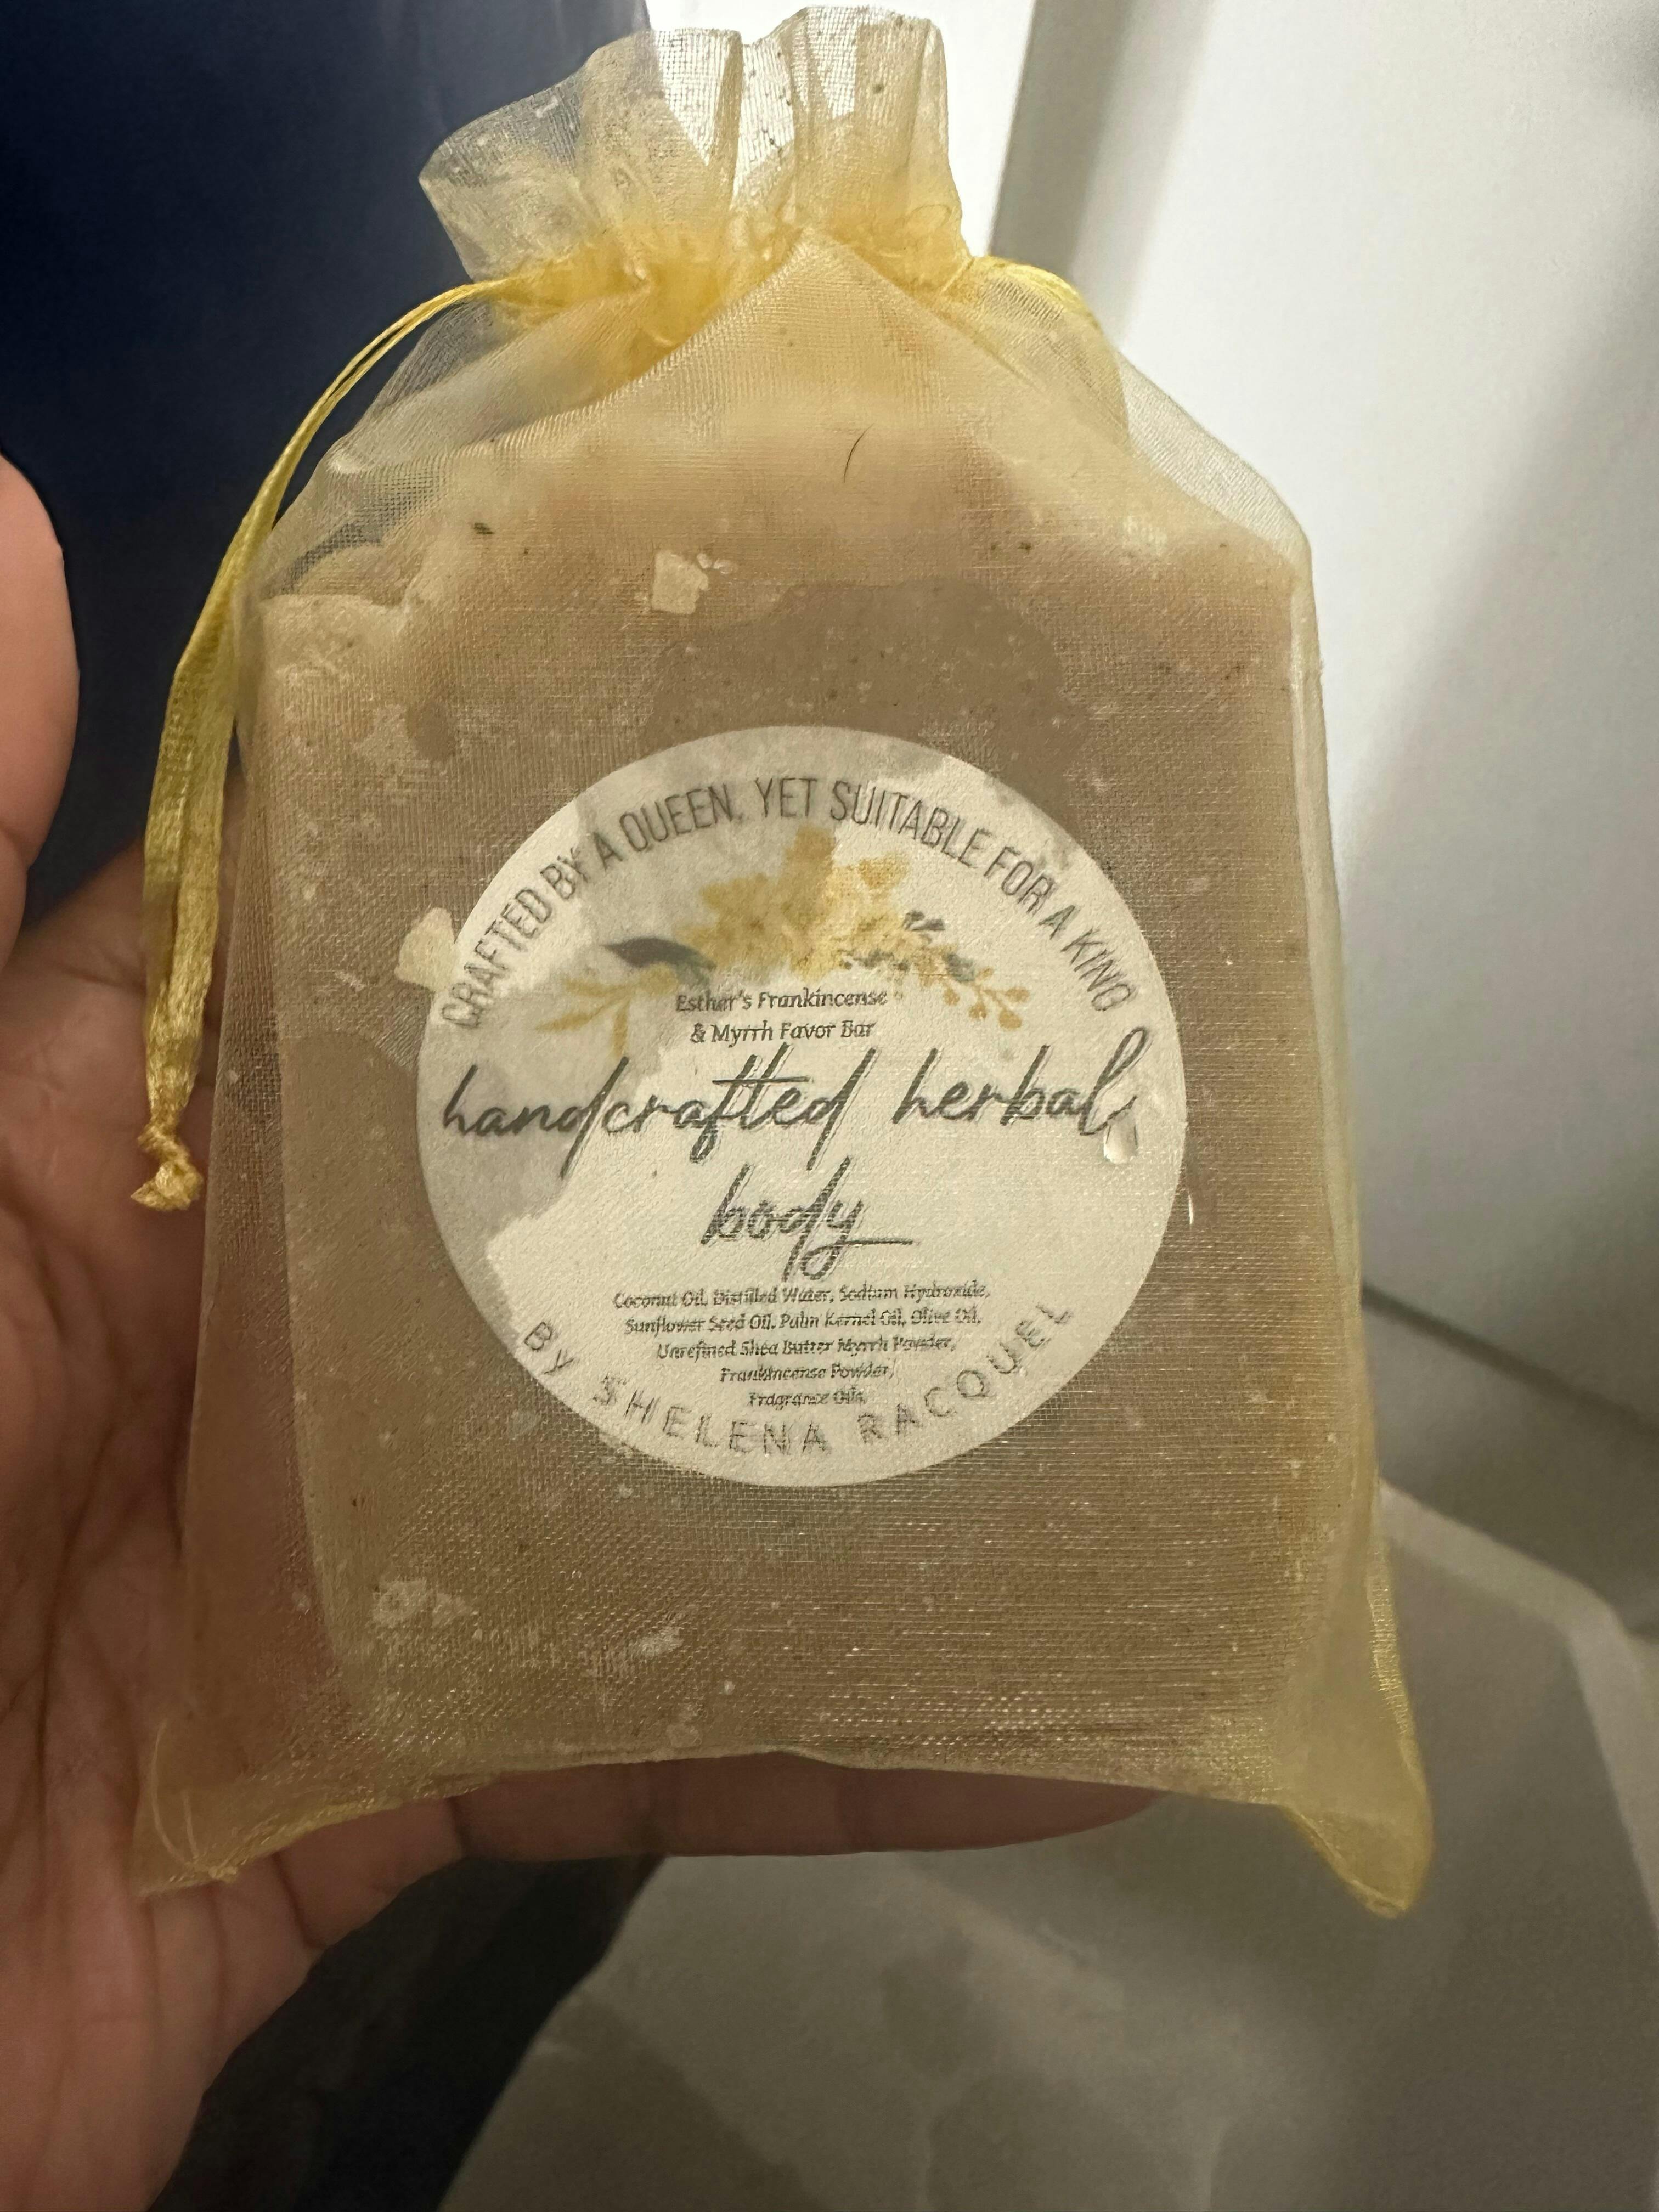 CRAFTED BY A QUEEN, YET SUITABLE FOR A KING
Esther's Frankincense
& Myrrh Favor Bar
handcrafted herbal
body
Coconut Oil, Distilled Water, Sodium Hydroxide,
Sunflower Seed Oil, Palm Kernel Oil, Olive Oil,
Unrefined Shea Butter Myrrh Powder,
Frankincense Powder,
Fragrance Oils,
BY SHELENA RACQUEL